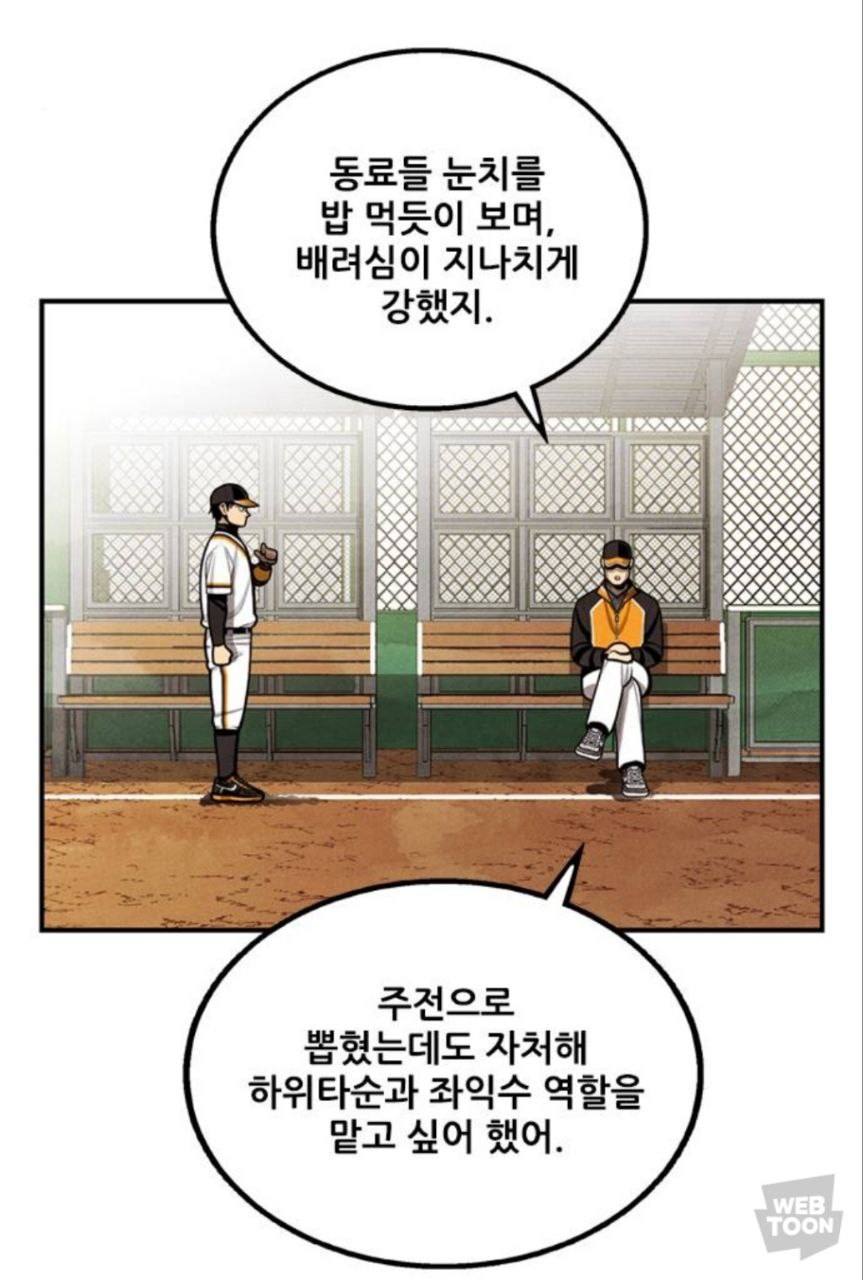 동료들 눈치를
밥 먹듯이 보며,
배려심이 지나치게
강했지.
주전으로
뽑혔는데도 자처해
하위타순과 좌익수 역할을
맡고 싶어 했어.
WEB
TOON